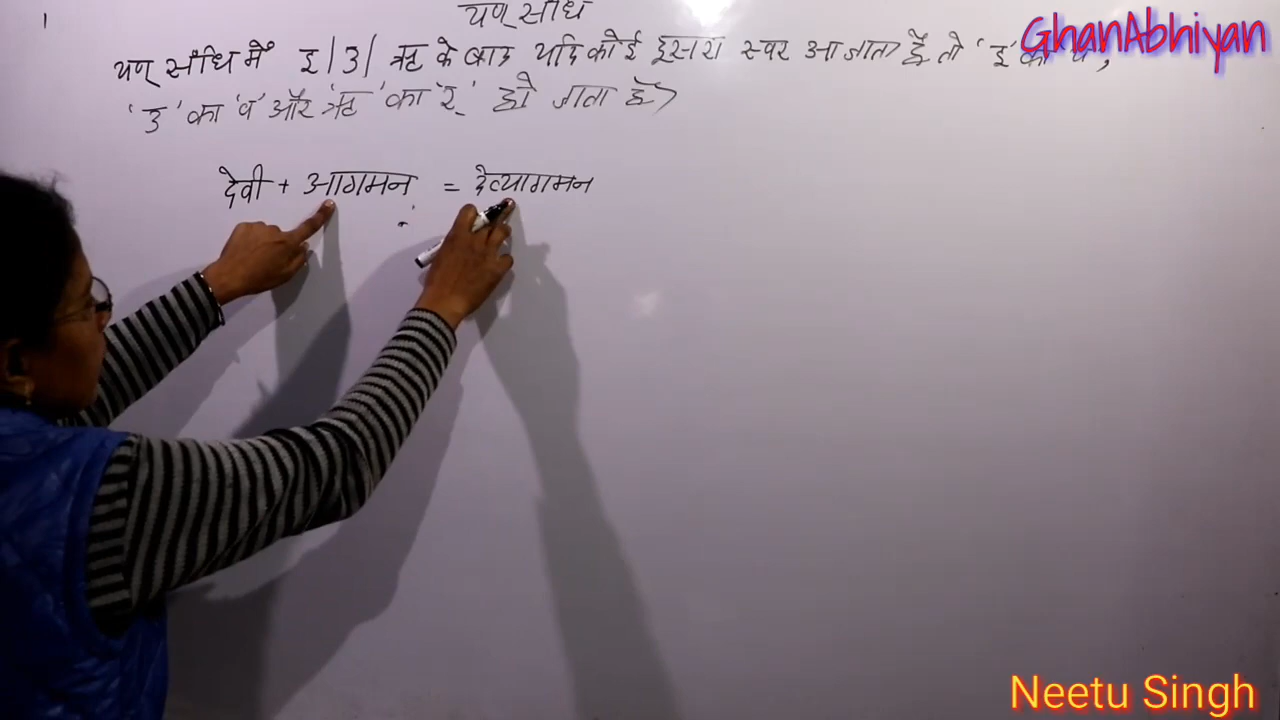 यण् संधि
GhanAbhiyan
यण् संधि में इ/उ/ ऋ के बाद यदि कोई दूसरा स्वर आ जाता है तो 'इ' का य',
'उ' का 'व' और 'ऋ' का 'र्' हो जाता है>
देवी + आगमन = देव्यागमन
Neetu Singh